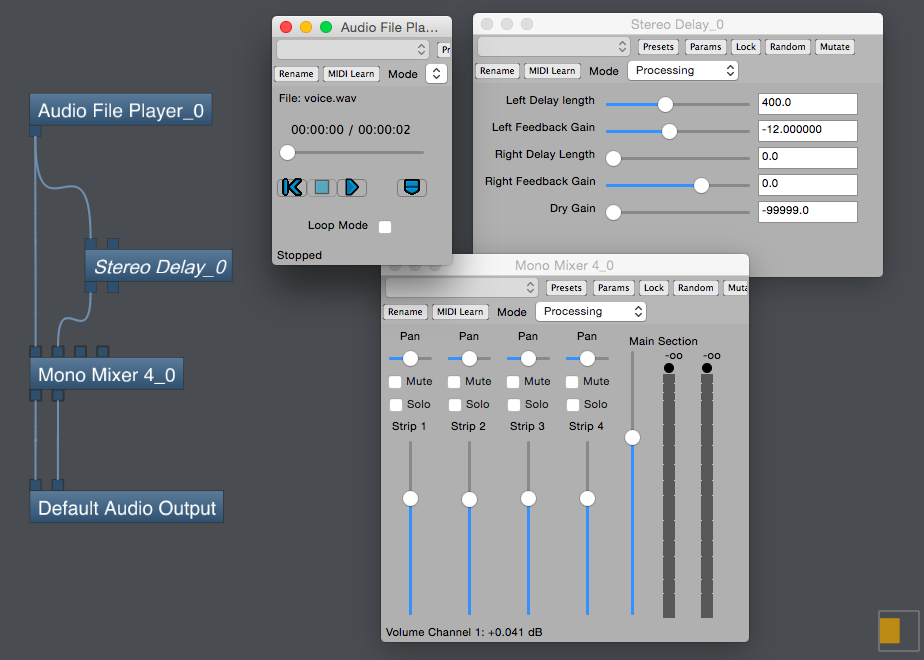 Audio File Player_0
Stereo Delay_0
Mono Mixer 4_0
Default Audio Output
Audio File Pla...
Pr
Rename MIDI Learn Mode
File: voice.wav
00:00:00 / 00:00:02
Loop Mode
Stopped
Stereo Delay_0
Presets Params Lock Random Mutate
Rename MIDI Learn Mode Processing
Left Delay length 400.0
Left Feedback Gain -12.000000
Right Delay Length 0.0
Right Feedback Gain 0.0
Dry Gain -99999.0
Mono Mixer 4_0
Presets Params Lock Random Muta
Rename MIDI Learn Mode Processing
Pan Pan Pan Pan Main Section
-oo -oo
Mute Mute Mute Mute
Solo Solo Solo Solo
Strip 1 Strip 2 Strip 3 Strip 4
Volume Channel 1: +0.041 dB